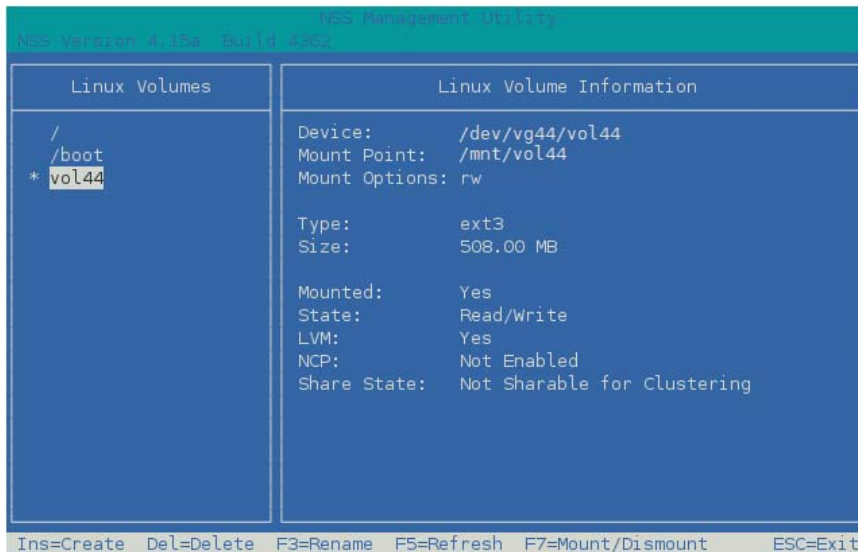 NSS Management Utility
NSS Version 4.15a Build 4362
Linux Volumes
/
/boot
* vol44
Linux Volume Information
Device: /dev/vg44/vol44
Mount Point: /mnt/vol44
Mount Options: rw
Type: ext3
Size: 508.00 MB
Mounted: Yes
State: Read/Write
LVM: Yes
NCP: Not Enabled
Share State: Not Sharable for Clustering
Ins=Create Del=Delete F3=Rename F5=Refresh F7=Mount/Dismount ESC=Exit